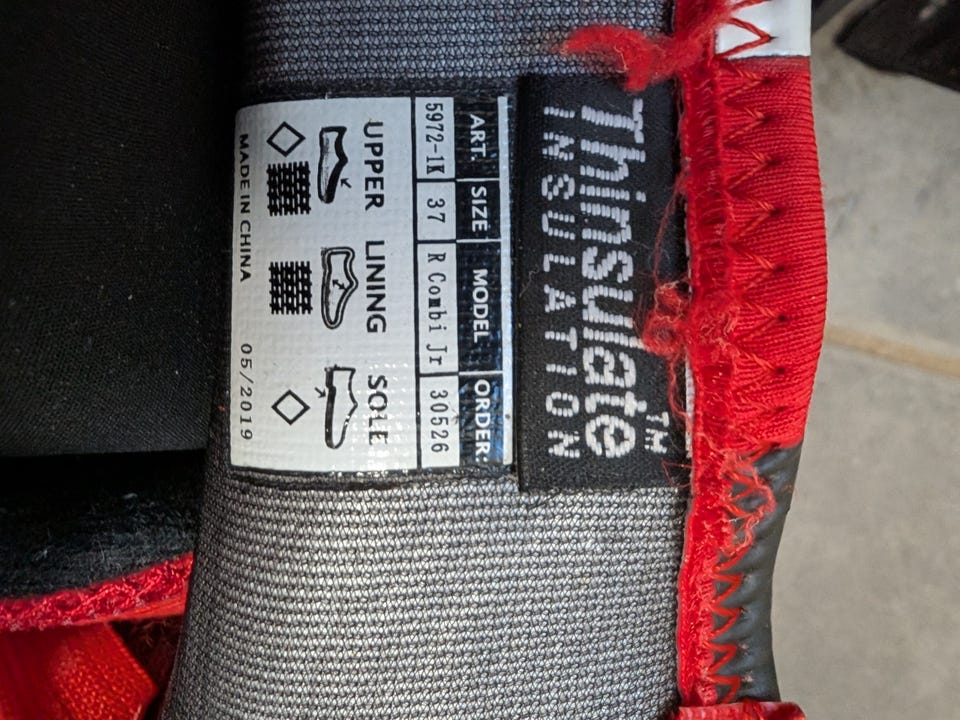 Thinsulate™
INSULATION
ART. SIZE MODEL ORDER:
5972-1K 37 R Combi Jr 30526
UPPER LINING SOLE
MADE IN CHINA 05/2019